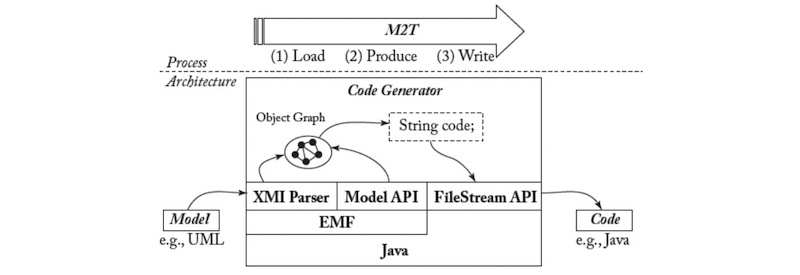 M2T
(1) Load (2) Produce (3) Write
Process
Architecture
Code Generator
Object Graph
String code;
XMI Parser Model API FileStream API
Model
e.g., UML
EMF
Java
Code
e.g., Java